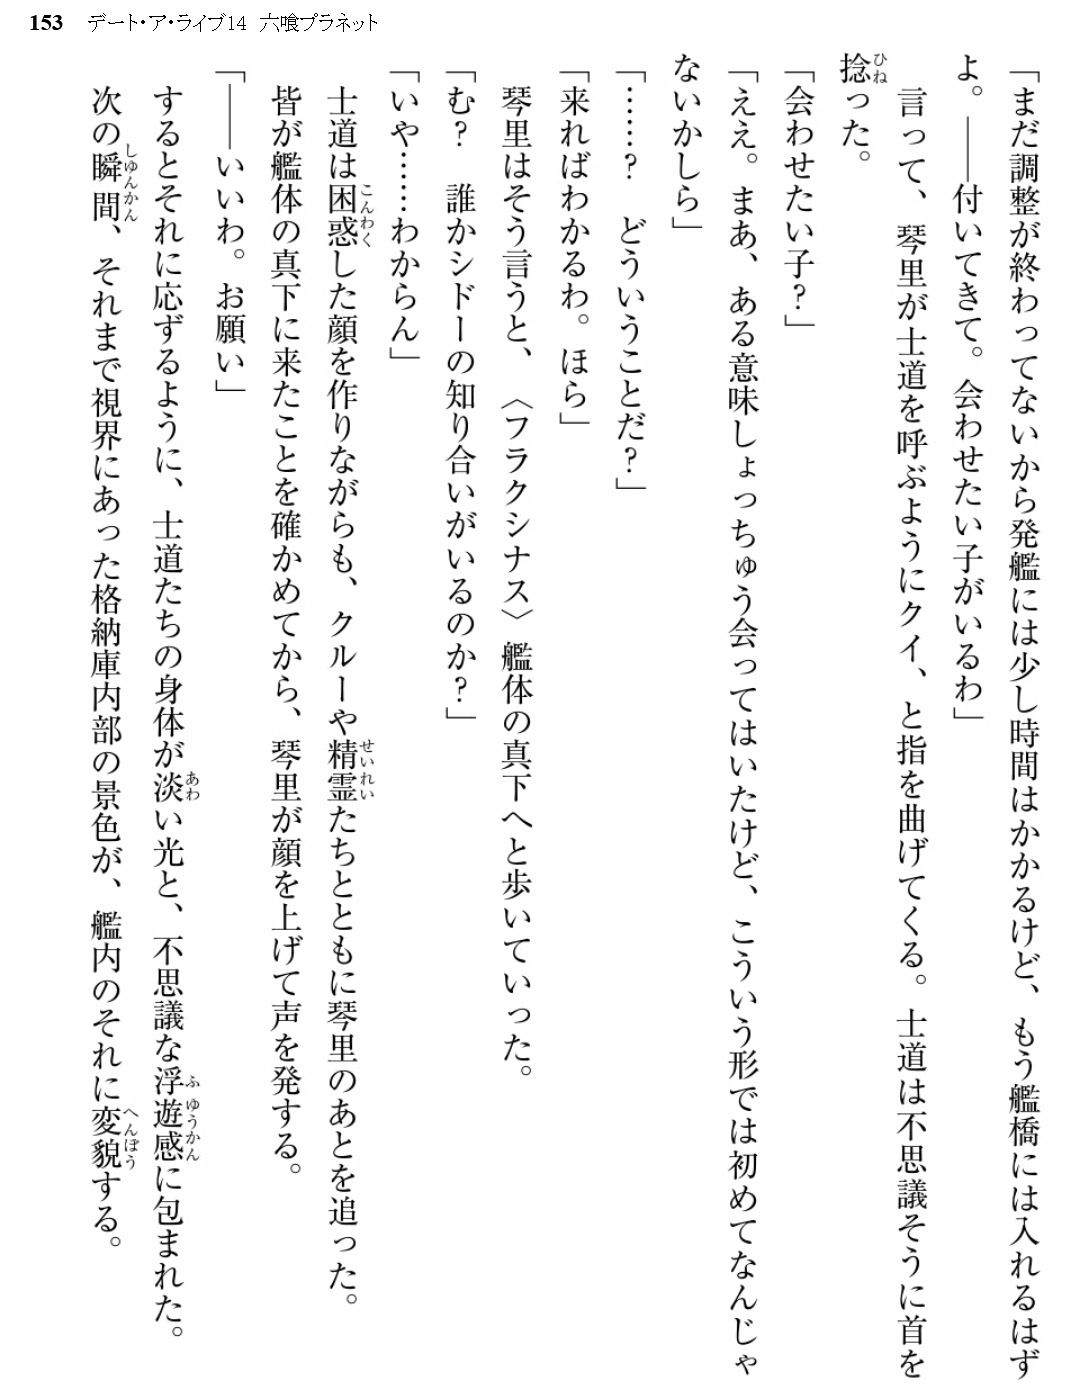 153 デート・ア・ライブ14 六喰プラネット
「まだ調整が終わってないから発艦には少し時間はかかるけど、もう艦橋には入れるはず
よ。――付いてきて。会わせたい子がいるわ」
言って、琴里が士道を呼ぶようにクイ、と指を曲げてくる。士道は不思議そうに首を
捻った。
「会わせたい子?」
「ええ。まあ、ある意味しょっちゅう会ってはいたけど、こういう形では初めてなんじゃ
ないかしら」
「……? どういうことだ?」
「来ればわかるわ。ほら」
琴里はそう言うと、〈フラクシナス〉艦体の真下へと歩いていった。
「む? 誰かシドーの知り合いがいるのか?」
「いや……わからん」
士道は困惑した顔を作りながらも、クルーや精霊たちとともに琴里のあとを追った。
皆が艦体の真下に来たことを確かめてから、琴里が顔を上げて声を発する。
「――いいわ。お願い」
するとそれに応ずるように、士道たちの身体が淡い光と、不思議な浮遊感に包まれた。
次の瞬間、それまで視界にあった格納庫内部の景色が、艦内のそれに変貌する。